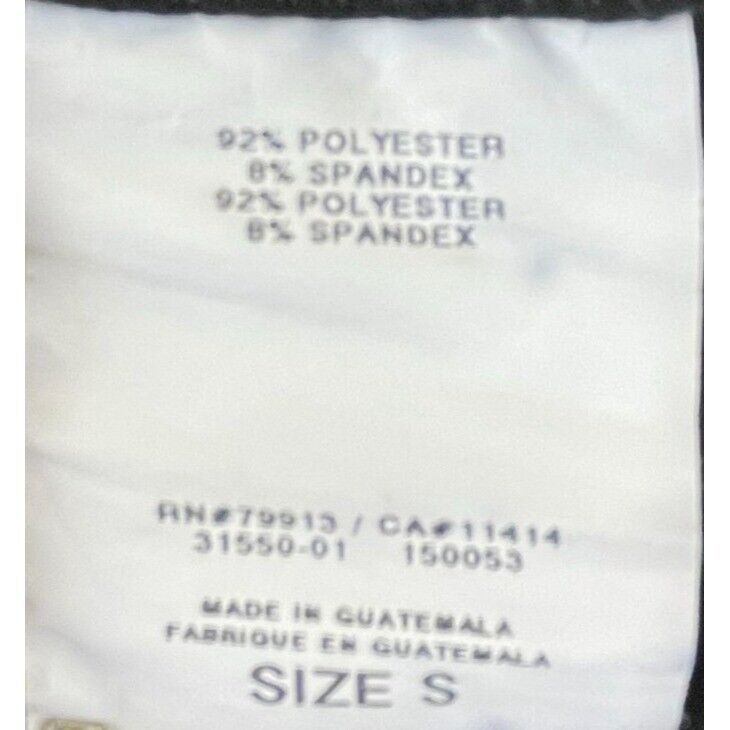 92% POLYESTER
8% SPANDEX
92% POLYESTER
8% SPANDEX
RN#79913 / CA#11414
31550-01 150053
MADE IN GUATEMALA
FABRIQUE EN GUATEMALA
SIZE S